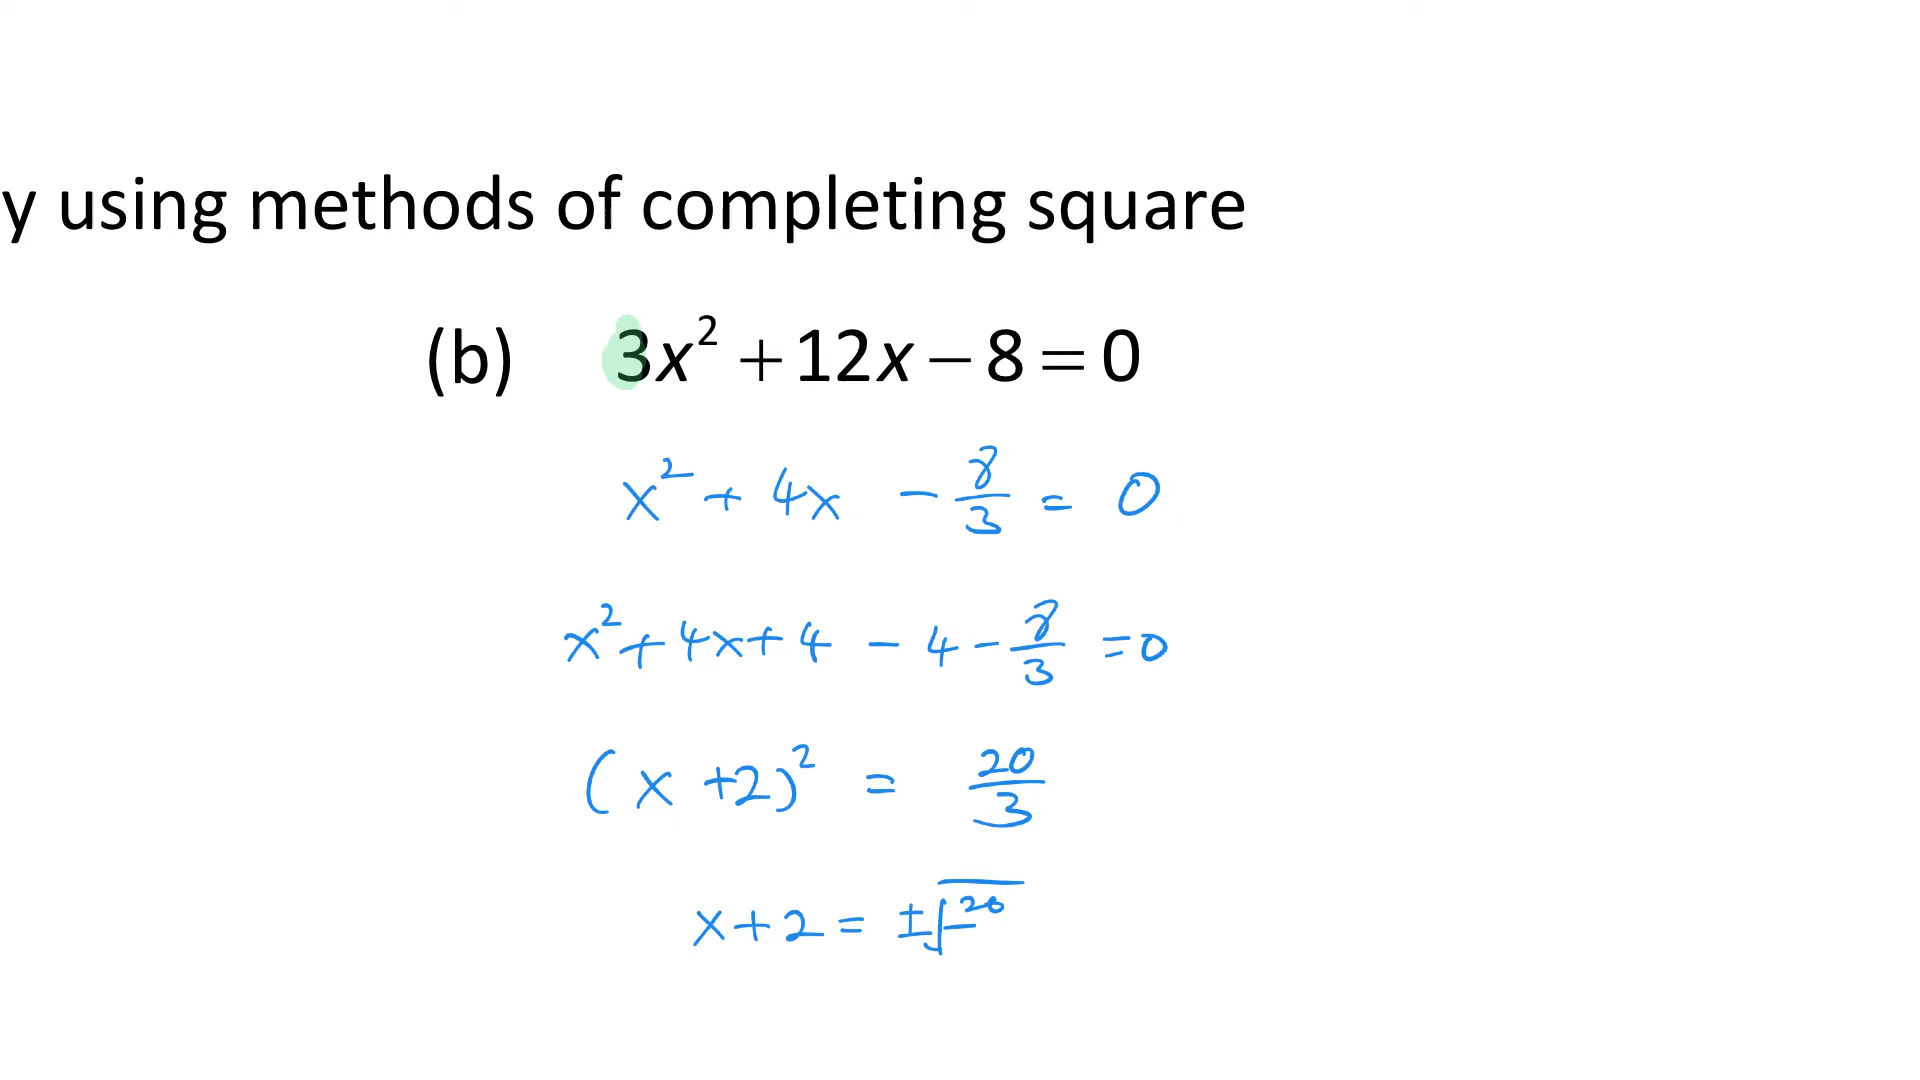 y using methods of completing square
(b) 3x² + 12x − 8 = 0
x² + 4x − 8/3 = 0
x² + 4x + 4 − 4 − 8/3 = 0
(x + 2)² = 20/3
x + 2 = ±√20